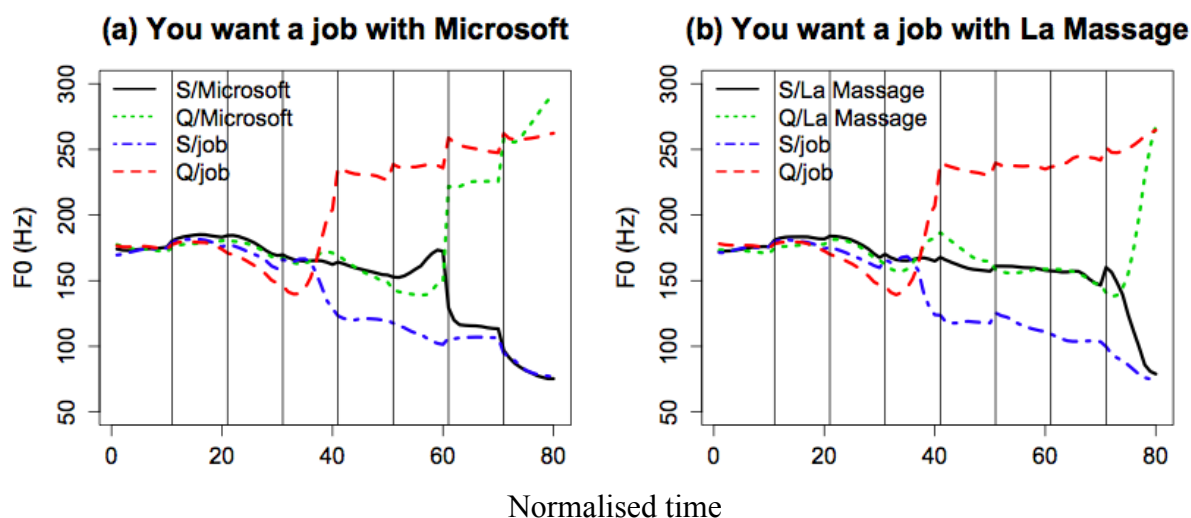 (a) You want a job with Microsoft
S/Microsoft
Q/Microsoft
S/job
Q/job
F0 (Hz)
300
250
200
150
100
50
0 20 40 60 80
(b) You want a job with La Massage
S/La Massage
Q/La Massage
S/job
Q/job
F0 (Hz)
300
250
200
150
100
50
0 20 40 60 80
Normalised time